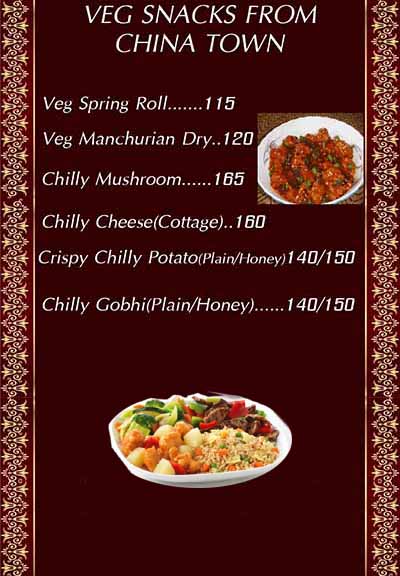 VEG SNACKS FROM
CHINA TOWN
Veg Spring Roll.......115
Veg Manchurian Dry..120
Chilly Mushroom......165
Chilly Cheese(Cottage)..160
Crispy Chilly Potato(Plain/Honey)140/150
Chilly Gobhi(Plain/Honey)......140/150